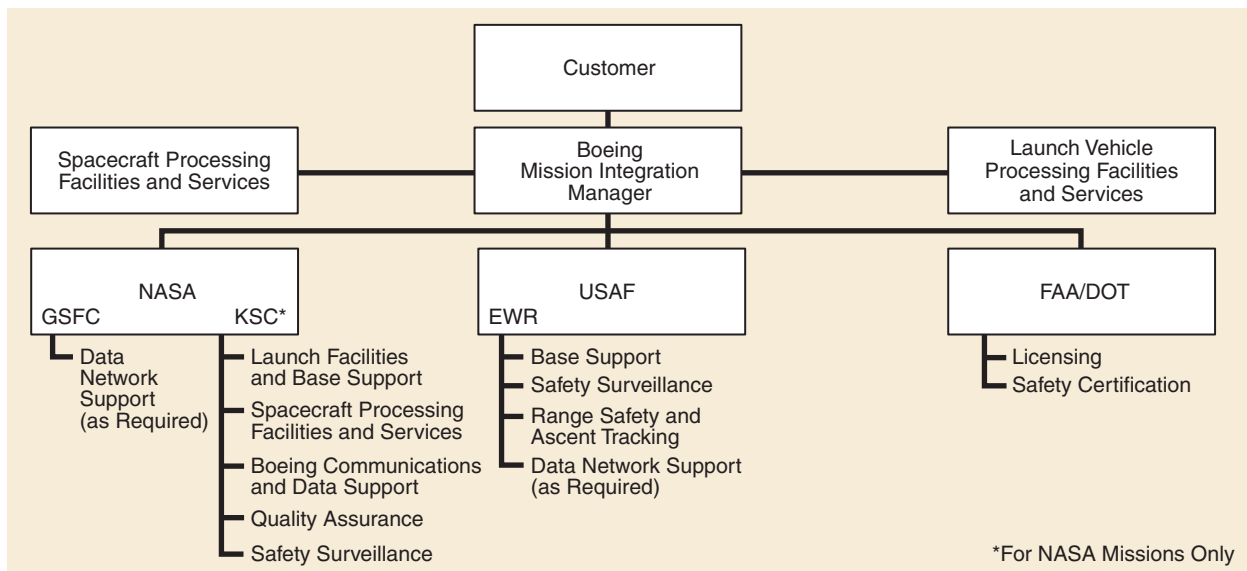 Customer
Spacecraft Processing
Facilities and Services
Boeing
Mission Integration
Manager
Launch Vehicle
Processing Facilities
and Services
NASA
GSFC
KSC*
Data
Network
Support
(as Required)
Launch Facilities
and Base Support
Spacecraft Processing
Facilities and Services
Boeing Communications
and Data Support
Quality Assurance
Safety Surveillance
USAF
EWR
Base Support
Safety Surveillance
Range Safety and
Ascent Tracking
Data Network Support
(as Required)
FAA/DOT
Licensing
Safety Certification
*For NASA Missions Only